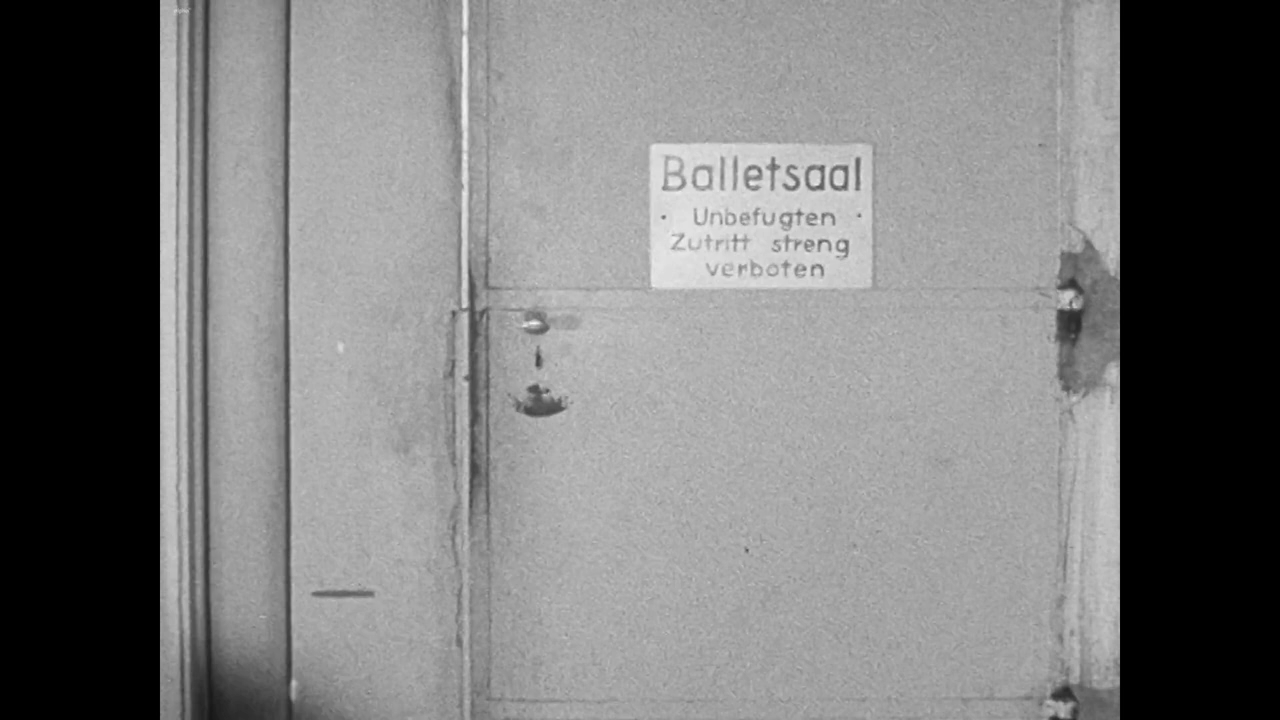 Balletsaal
· Unbefugten ·
Zutritt streng
verboten